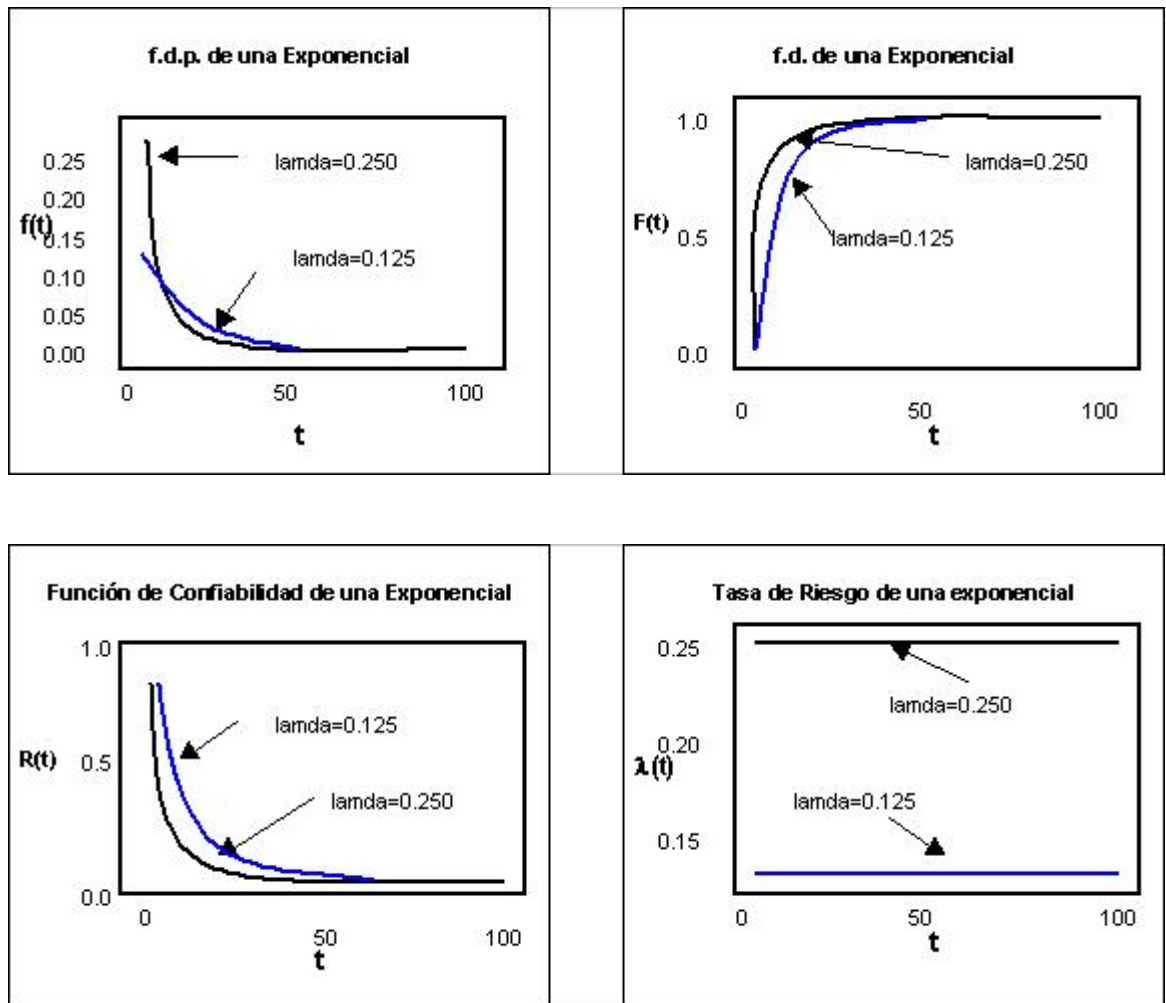 f.d.p. de una Exponencial
0.25
0.20
f(t)
0.15
0.10
0.05
0.00
lamda=0.250
lamda=0.125
0 50 100
t
f.d. de una Exponencial
1.0
F(t)
0.5
0.0
lamda=0.250
lamda=0.125
0 50 100
t
Función de Confiabilidad de una Exponencial
1.0
R(t)
0.5
0.0
lamda=0.125
lamda=0.250
0 50 100
t
Tasa de Riesgo de una exponencial
0.25
0.20
λ(t)
0.15
lamda=0.250
lamda=0.125
0 50 100
t